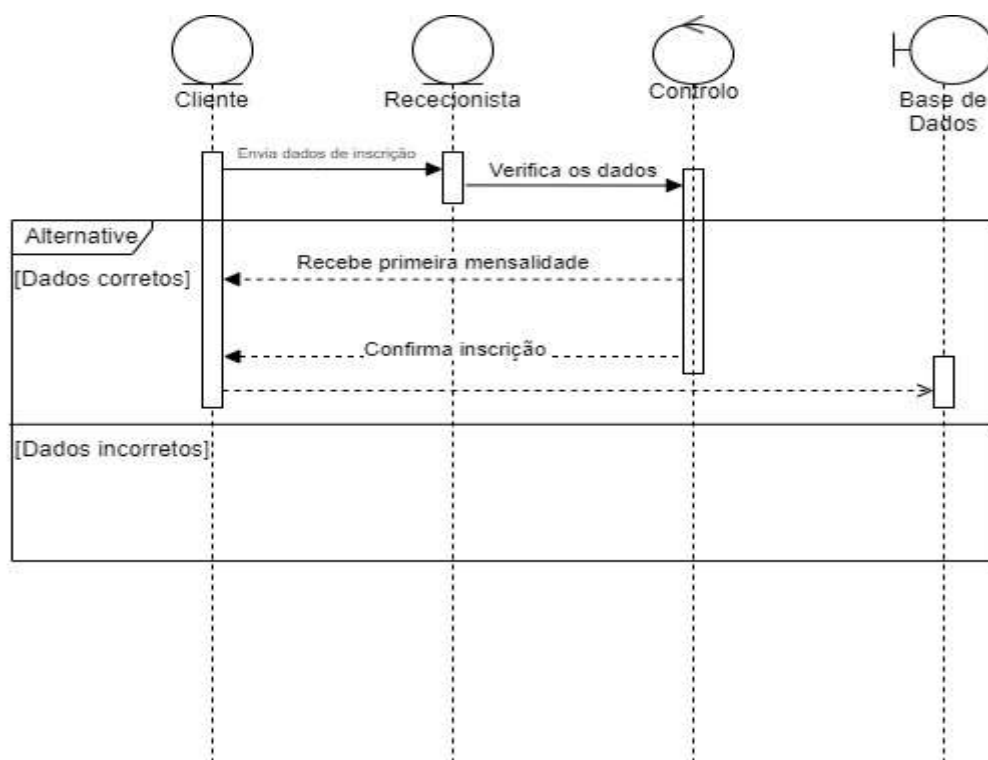 Cliente
Rececionista
Controlo
Base de
Dados
Envia dados de inscrição
Verifica os dados
Alternative
Recebe primeira mensalidade
[Dados corretos]
Confirma inscrição
[Dados incorretos]